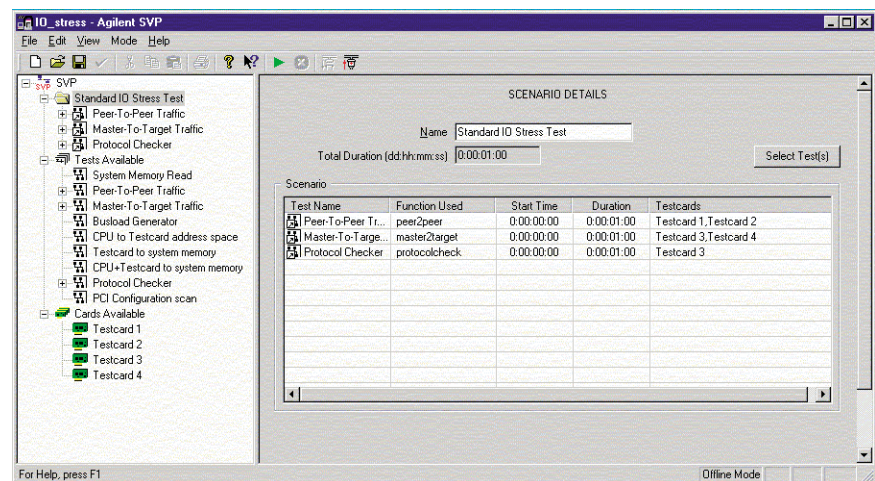 IO_stress - Agilent SVP
File Edit View Mode Help
SVP
Standard IO Stress Test
Peer-To-Peer Traffic
Master-To-Target Traffic
Protocol Checker
Tests Available
System Memory Read
Peer-To-Peer Traffic
Master-To-Target Traffic
Busload Generator
CPU to Testcard address space
Testcard to system memory
CPU+Testcard to system memory
Protocol Checker
PCI Configuration scan
Cards Available
Testcard 1
Testcard 2
Testcard 3
Testcard 4
SCENARIO DETAILS
Name Standard IO Stress Test
Total Duration (dd:hh:mm:ss) 0:00:01:00
Select Test(s)
Scenario
Test Name Function Used Start Time Duration Testcards
Peer-To-Peer Tr... peer2peer 0:00:00:00 0:00:01:00 Testcard 1,Testcard 2
Master-To-Targe... master2target 0:00:00:00 0:00:01:00 Testcard 3,Testcard 4
Protocol Checker protocolcheck 0:00:00:00 0:00:01:00 Testcard 3
For Help, press F1
Offline Mode